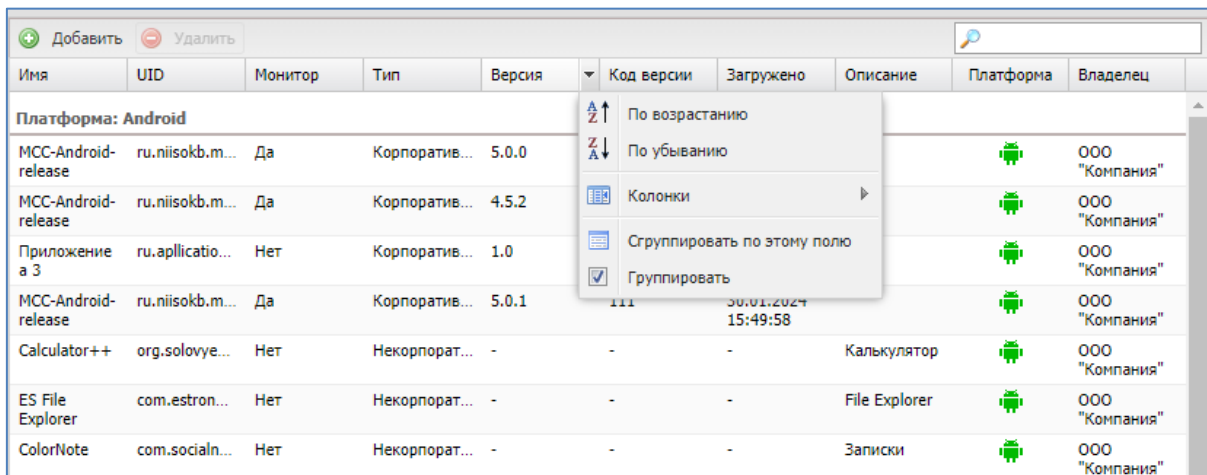 Добавить Удалить
Имя UID Монитор Тип Версия Код версии Загружено Описание Платформа Владелец
Платформа: Android
По возрастанию
По убыванию
Колонки
Сгруппировать по этому полю
Группировать
MCC-Android- ru.niisokb.m... Да Корпоратив... 5.0.0 ООО
release "Компания"
MCC-Android- ru.niisokb.m... Да Корпоратив... 4.5.2 ООО
release "Компания"
Приложение ru.apllicatio... Нет Корпоратив... 1.0 ООО
а 3 "Компания"
MCC-Android- ru.niisokb.m... Да Корпоратив... 5.0.1 111 30.01.2024 ООО
release 15:49:58 "Компания"
Calculator++ org.solovye... Нет Некорпорат... - - - Калькулятор ООО
"Компания"
ES File com.estron... Нет Некорпорат... - - - File Explorer ООО
Explorer "Компания"
ColorNote com.socialn... Нет Некорпорат... - - - Записки ООО
"Компания"